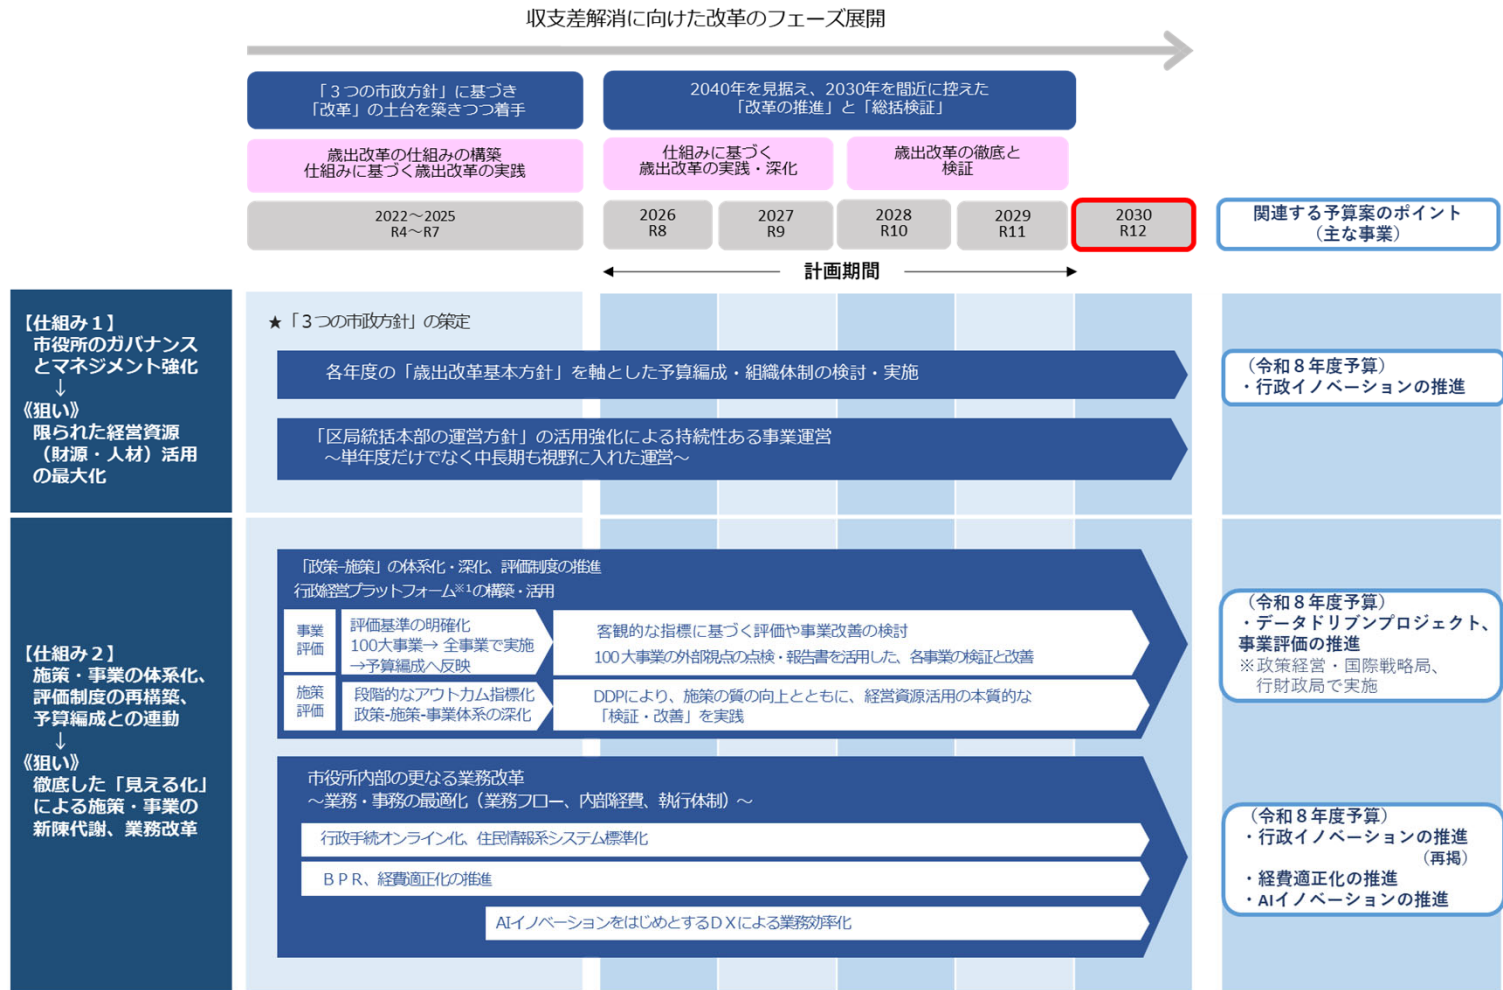 収支差解消に向けた改革のフェーズ展開
「３つの市政方針」に基づき
「改革」の土台を築きつつ着手
2040年を見据え、2030年を間近に控えた
「改革の推進」と「総括検証」
歳出改革の仕組みの構築
仕組みに基づく歳出改革の実践
仕組みに基づく
歳出改革の実践・深化
歳出改革の徹底と
検証
2022～2025
R4～R7
2026
R8
2027
R9
2028
R10
2029
R11
2030
R12
関連する予算案のポイント
（主な事業）
計画期間
【仕組み１】
市役所のガバナンス
とマネジメント強化
↓
《狙い》
限られた経営資源
（財源・人材）活用
の最大化
★「３つの市政方針」の策定
各年度の「歳出改革基本方針」を軸とした予算編成・組織体制の検討・実施
「区局統括本部の運営方針」の活用強化による持続性ある事業運営
～単年度だけでなく中長期も視野に入れた運営～
（令和８年度予算）
・行政イノベーションの推進
【仕組み２】
施策・事業の体系化、
評価制度の再構築、
予算編成との連動
↓
《狙い》
徹底した「見える化」
による施策・事業の
新陳代謝、業務改革
「政策-施策」の体系化・深化、評価制度の推進
行政経営プラットフォーム※1の構築・活用
事業
評価
評価基準の明確化
100大事業→ 全事業で実施
→予算編成へ反映
客観的な指標に基づく評価や事業改善の検討
100大事業の外部視点の点検・報告書を活用した、各事業の検証と改善
施策
評価
段階的なアウトカム指標化
政策-施策-事業体系の深化
DDPにより、施策の質の向上とともに、経営資源活用の本質的な
「検証・改善」を実践
（令和８年度予算）
・データドリブンプロジェクト、
事業評価の推進
※政策経営・国際戦略局、
行財政局で実施
市役所内部の更なる業務改革
～業務・事務の最適化（業務フロー、内部経費、執行体制）～
行政手続オンライン化、住民情報系システム標準化
ＢＰＲ、経費適正化の推進
AIイノベーションをはじめとするＤＸによる業務効率化
（令和８年度予算）
・行政イノベーションの推進
（再掲）
・経費適正化の推進
・AIイノベーションの推進